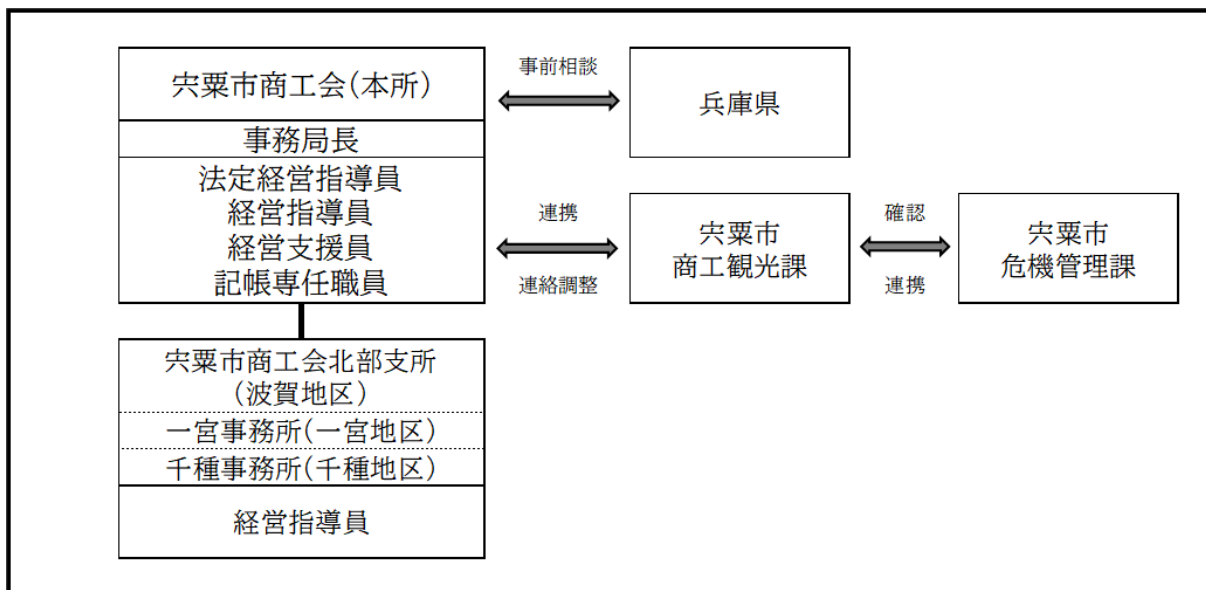 宍粟市商工会(本所)
事務局長
法定経営指導員
経営指導員
経営支援員
記帳専任職員
事前相談
兵庫県
連携
連絡調整
宍粟市
商工観光課
確認
連携
宍粟市
危機管理課
宍粟市商工会北部支所
(波賀地区)
一宮事務所(一宮地区)
千種事務所(千種地区)
経営指導員